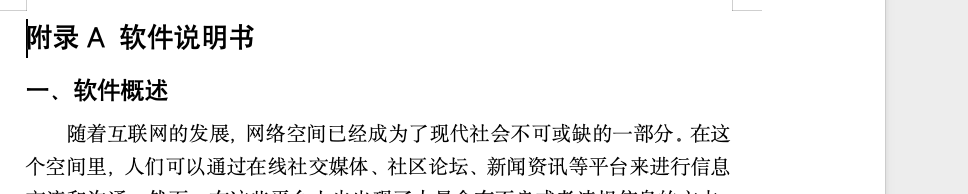 附录 A 软件说明书
一、软件概述
随着互联网的发展，网络空间已经成为了现代社会不可或缺的一部分。在这
个空间里，人们可以通过在线社交媒体、社区论坛、新闻资讯等平台来进行信息